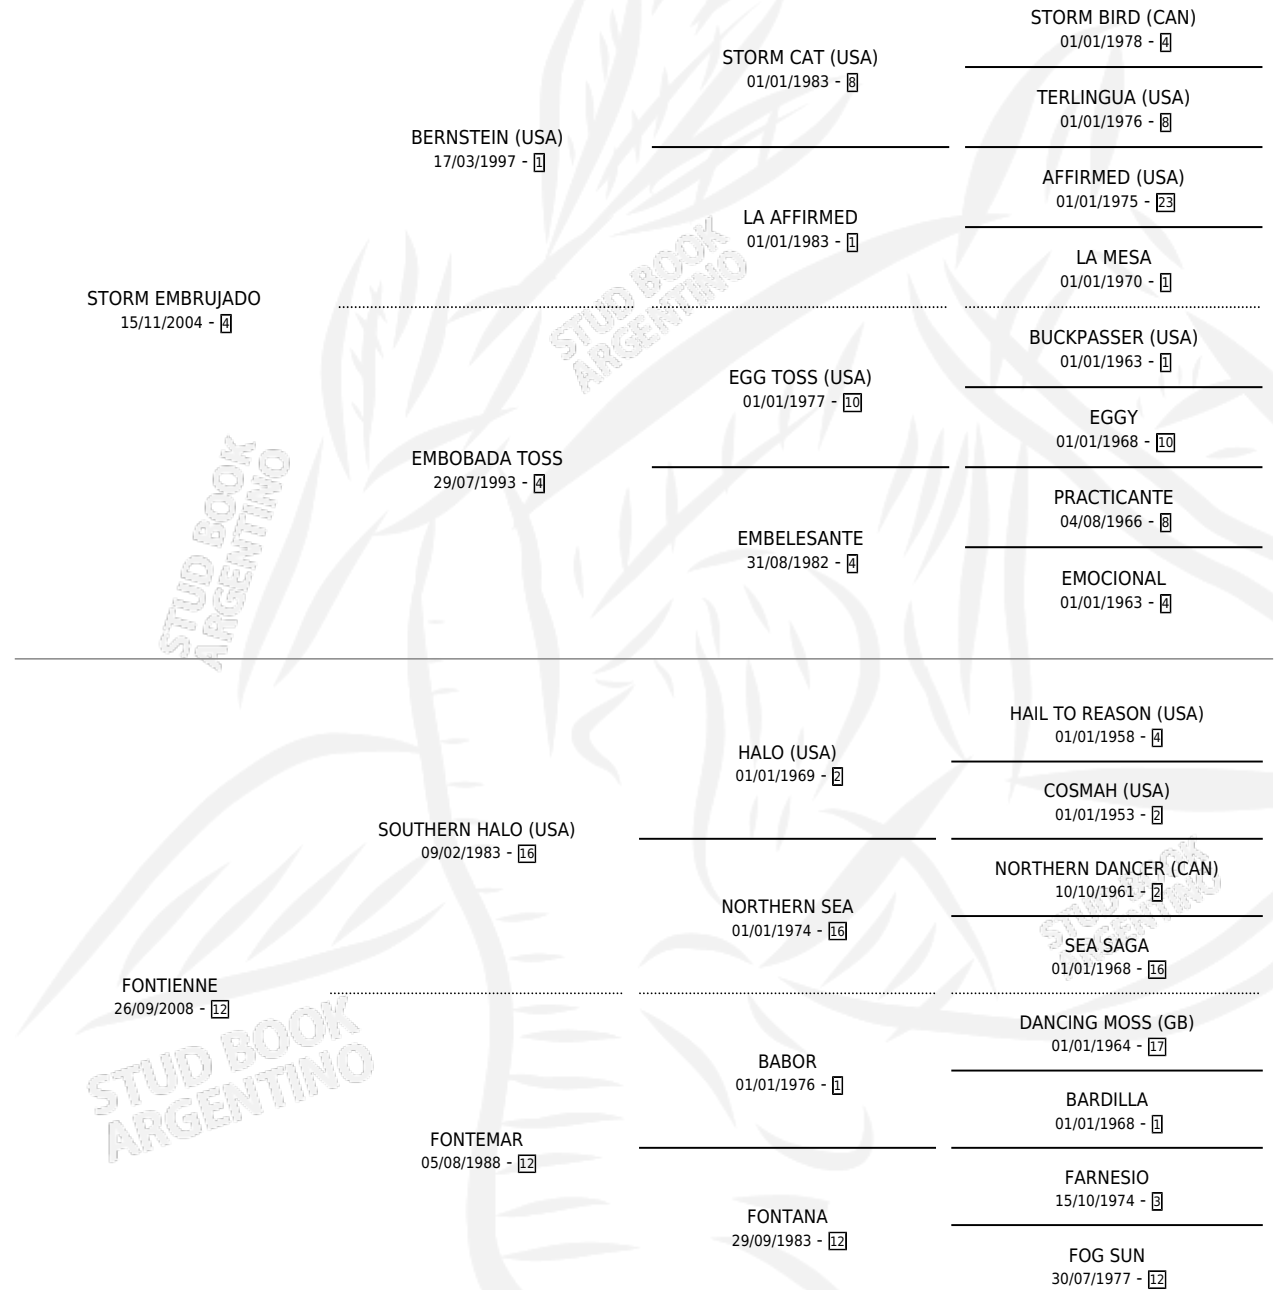 STORM BIRD (CAN)
01/01/1978 - 4
STORM CAT (USA)
01/01/1983 - 8
TERLINGUA (USA)
01/01/1976 - 8
BERNSTEIN (USA)
17/03/1997 - 1
AFFIRMED (USA)
01/01/1975 - 23
LA AFFIRMED
01/01/1983 - 1
LA MESA
01/01/1970 - 1
STORM EMBRUJADO
15/11/2004 - 4
BUCKPASSER (USA)
01/01/1963 - 1
EGG TOSS (USA)
01/01/1977 - 10
EGGY
01/01/1968 - 10
EMBOBADA TOSS
29/07/1993 - 4
PRACTICANTE
04/08/1966 - 8
EMBELESANTE
31/08/1982 - 4
EMOCIONAL
01/01/1963 - 4
HAIL TO REASON (USA)
01/01/1958 - 4
HALO (USA)
01/01/1969 - 2
COSMAH (USA)
01/01/1953 - 2
SOUTHERN HALO (USA)
09/02/1983 - 16
NORTHERN DANCER (CAN)
10/10/1961 - 2
NORTHERN SEA
01/01/1974 - 16
SEA SAGA
01/01/1968 - 16
FONTIENNE
26/09/2008 - 12
DANCING MOSS (GB)
01/01/1964 - 17
BABOR
01/01/1976 - 1
BARDILLA
01/01/1968 - 1
FONTEMAR
05/08/1988 - 12
FARNESIO
15/10/1974 - 3
FONTANA
29/09/1983 - 12
FOG SUN
30/07/1977 - 12
STUD BOOK
ARGENTINO
STUD BOOK
ARGENTINO
STUD BOOK
ARGENTINO
STUD BOOK
ARGENTINO